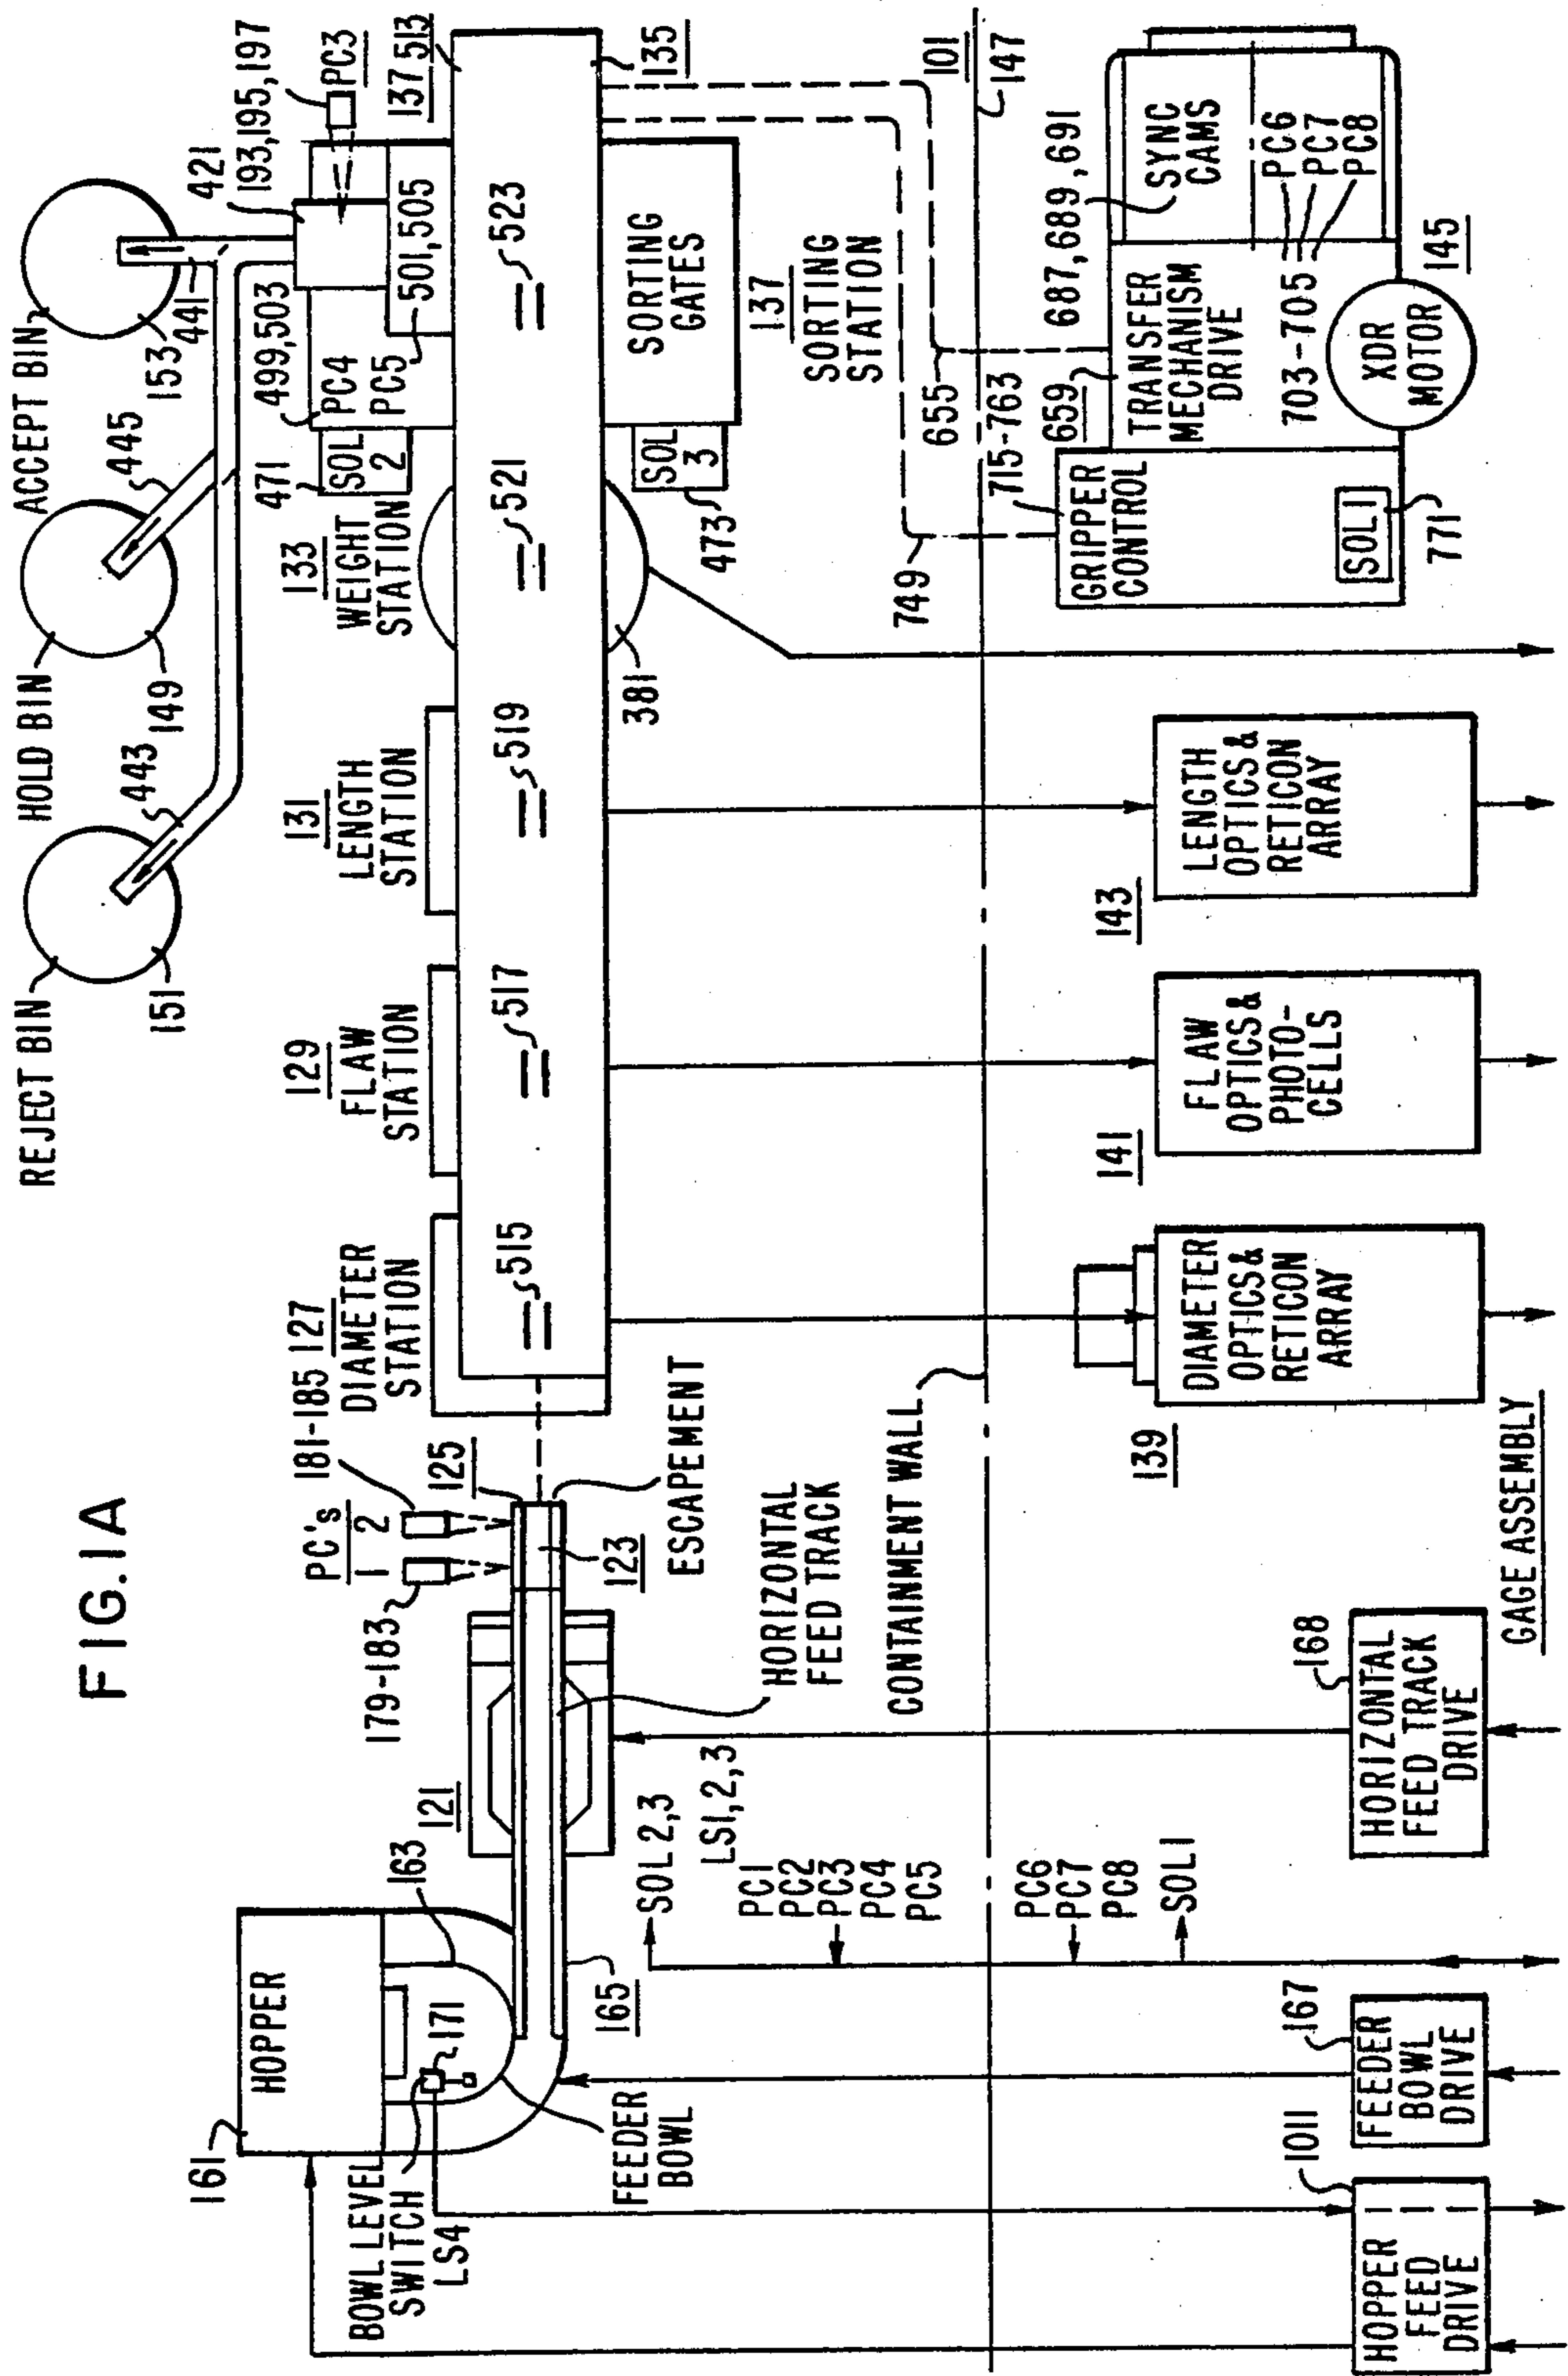 FIG.1A
REJECT BIN
HOLD BIN
ACCEPT BIN
151
443
149
445
153
441
421
193,195,197
PC3
161
HOPPER
BOWL LEVEL
SWITCH
LS4
171
163
FEEDER
BOWL
165
121
179-183
PC's
1 2
181-185
125
123
ESCAPEMENT
HORIZONTAL
FEED TRACK
127
DIAMETER
STATION
129
FLAW
STATION
131
LENGTH
STATION
133
WEIGHT
STATION
471
SOL
2
499,503
PC4
PC5
501,505
137
513
135
515
517
519
521
523
381
SOL
3
473
SORTING
GATES
137
SORTING
STATION
SOL 2,3
LS1,2,3
PC1
PC2
PC3
PC4
PC5
PC6
PC7
PC8
SOL1
CONTAINMENT WALL
101
147
749
655
1011
HOPPER
FEED
DRIVE
167
FEEDER
BOWL
DRIVE
168
HORIZONTAL
FEED TRACK
DRIVE
GAGE ASSEMBLY
139
DIAMETER
OPTICS&
RETICON
ARRAY
141
FLAW
OPTICS&
PHOTO-
CELLS
143
LENGTH
OPTICS&
RETICON
ARRAY
715-763
GRIPPER
CONTROL
SOL1
771
659
TRANSFER
MECHANISM
DRIVE
687,689,691
SYNC
CAMS
703-705
PC6
PC7
PC8
XDR
MOTOR
145